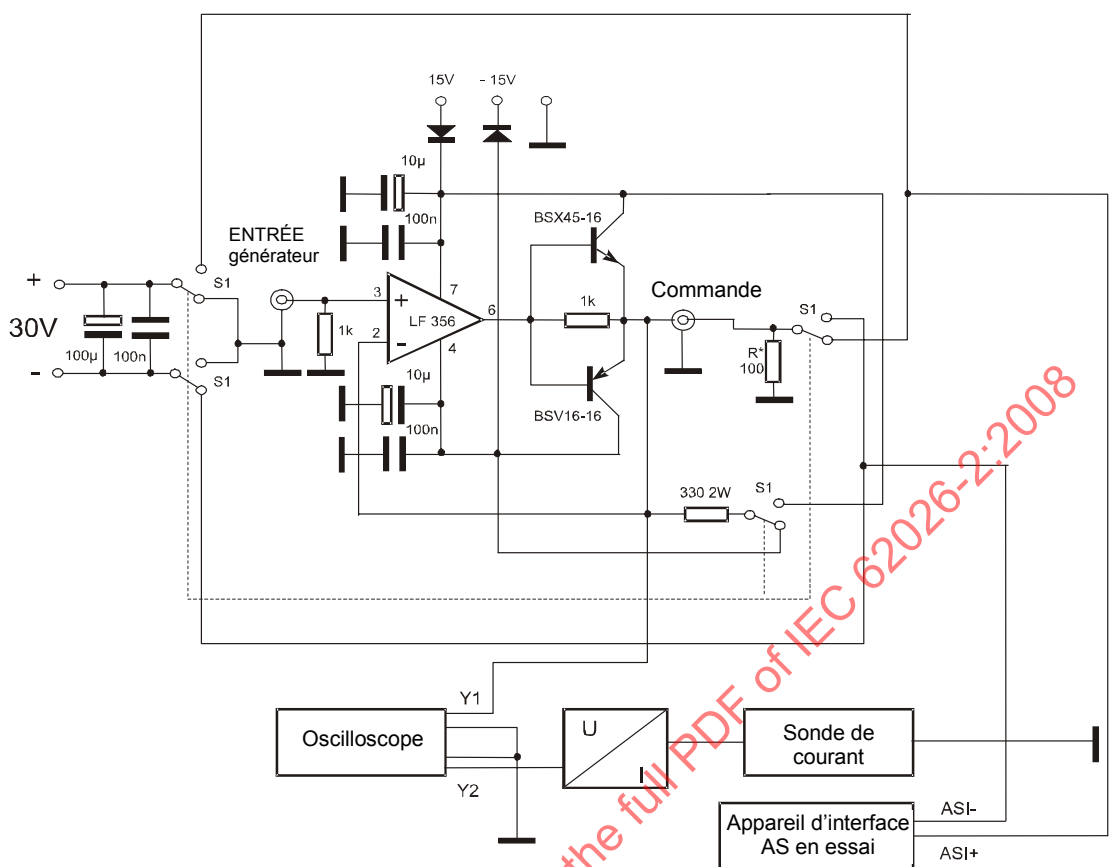 15V
- 15V
10µ
100n
BSX45-16
ENTRÉE
générateur
S1
+
30V
-
100µ
100n
S1
3
+
7
LF 356
6
2
-
4
1k
1k
Commande
S1
R*
100
10µ
100n
BSV16-16
330 2W
S1
Y1
Oscilloscope
Y2
U
I
Sonde de
courant
Appareil d'interface
AS en essai
ASI-
ASI+
the full PDF of IEC 62026-2:2008